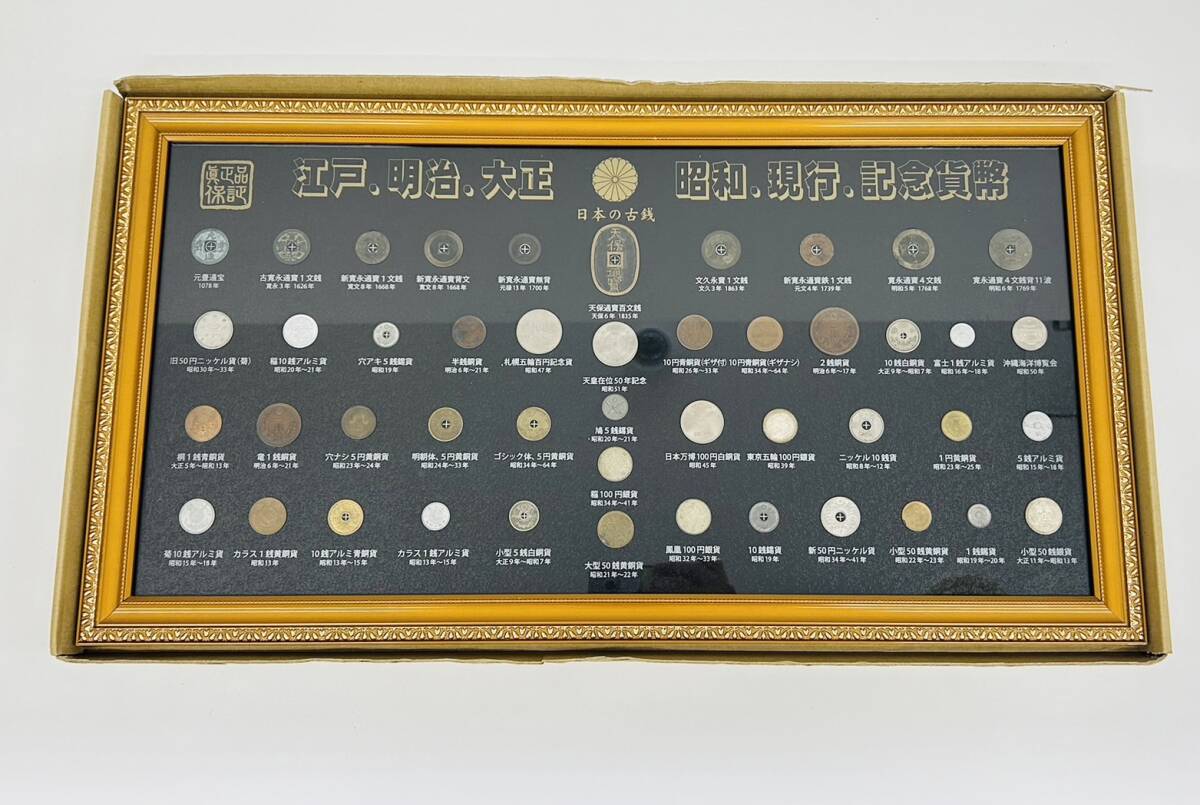 真正品
保証
江戸.明治.大正
昭和.現行.記念貨幣
日本の古銭
元豊通宝
1078年
古寛永通寳1文銭
寛永3年 1626年
新寛永通寳1文銭
寛文8年 1668年
新寛永通寳背文
寛文8年 1668年
新寛永通寳無背
元禄13年 1700年
天保通寳百文銭
天保6年 1835年
文久永寳1文銭
文久3年 1863年
新寛永通寳鉄1文銭
元文4年 1739年
寛永通寳4文銭
明和5年 1768年
寛永通寳4文銭背11波
明和6年 1769年
旧50円ニッケル貨(菊)
昭和30年〜33年
稲10銭アルミ貨
昭和20年〜21年
穴アキ5銭錫貨
昭和19年
半銭銅貨
明治6年〜21年
札幌五輪百円記念貨
昭和47年
天皇在位50年記念
昭和51年
10円青銅貨(ギザ付)
昭和26年〜33年
10円青銅貨(ギザナシ)
昭和34年〜64年
2銭銅貨
明治6年〜17年
10銭白銅貨
大正9年〜昭和7年
富士1銭アルミ貨
昭和16年〜18年
沖縄海洋博覧会
昭和50年
桐1銭青銅貨
大正5年〜昭和13年
竜1銭銅貨
明治6年〜21年
穴ナシ5円黄銅貨
昭和23年〜24年
明朝体、5円黄銅貨
昭和24年〜33年
ゴシック体、5円黄銅貨
昭和34年〜64年
鳩5銭錫貨
昭和20年〜21年
稲100円銀貨
昭和34年〜41年
日本万博100円白銅貨
昭和45年
東京五輪100円銀貨
昭和39年
ニッケル10銭貨
昭和8年〜12年
1円黄銅貨
昭和23年〜25年
5銭アルミ貨
昭和15年〜18年
菊10銭アルミ貨
昭和15年〜18年
カラス1銭黄銅貨
昭和13年
10銭アルミ青銅貨
昭和13年〜15年
カラス1銭アルミ貨
昭和13年〜15年
小型5銭白銅貨
大正9年〜昭和7年
大型50銭黄銅貨
昭和21年〜22年
鳳凰100円銀貨
昭和32年〜33年
10銭錫貨
昭和19年
新50円ニッケル貨
昭和34年〜41年
小型50銭黄銅貨
昭和22年〜23年
1銭錫貨
昭和19年〜20年
小型50銭銀貨
大正11年〜昭和13年